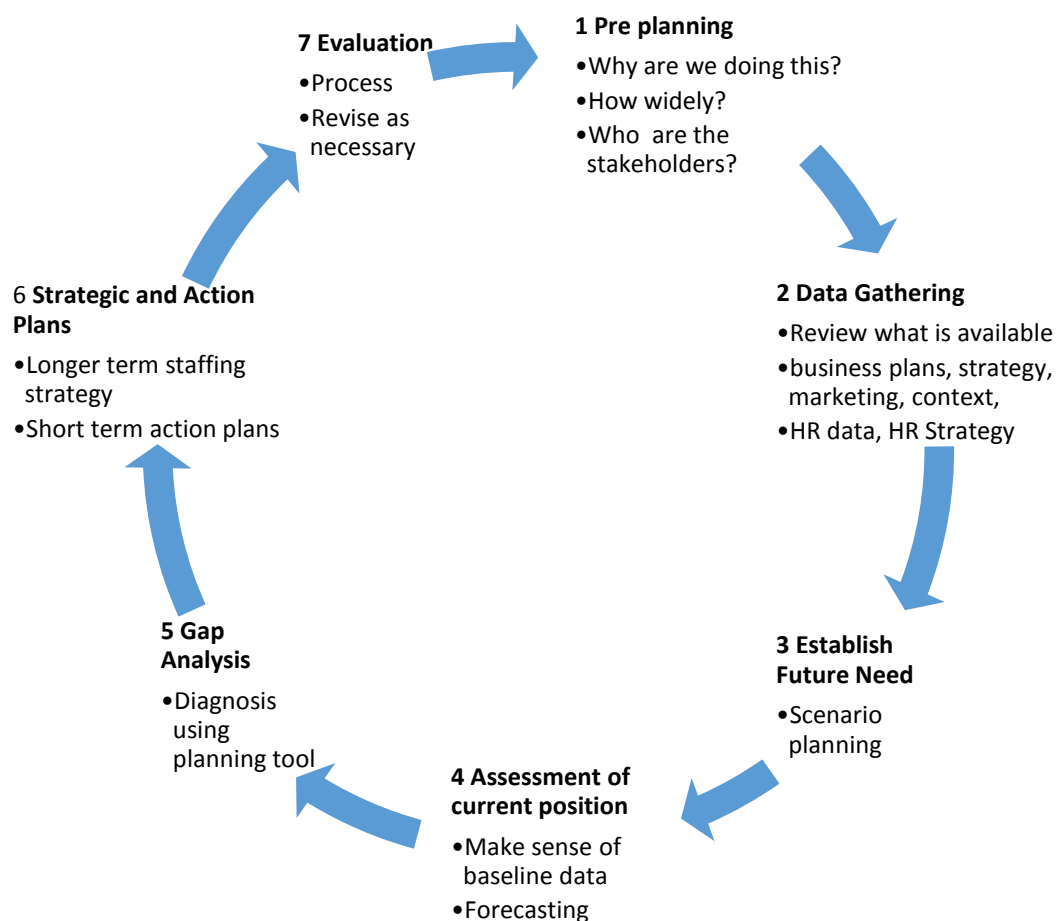 1 Pre planning
•Why are we doing this?
•How widely?
•Who  are the
stakeholders?
2 Data Gathering
•Review what is available
•business plans, strategy,
marketing, context,
•HR data, HR Strategy
3 Establish
Future Need
•Scenario
planning
4 Assessment of
current position
•Make sense of
baseline data
•Forecasting
5 Gap
Analysis
•Diagnosis
using
planning tool
6 Strategic and Action
Plans
•Longer term staffing
strategy
•Short term action plans
7 Evaluation
•Process
•Revise as
necessary